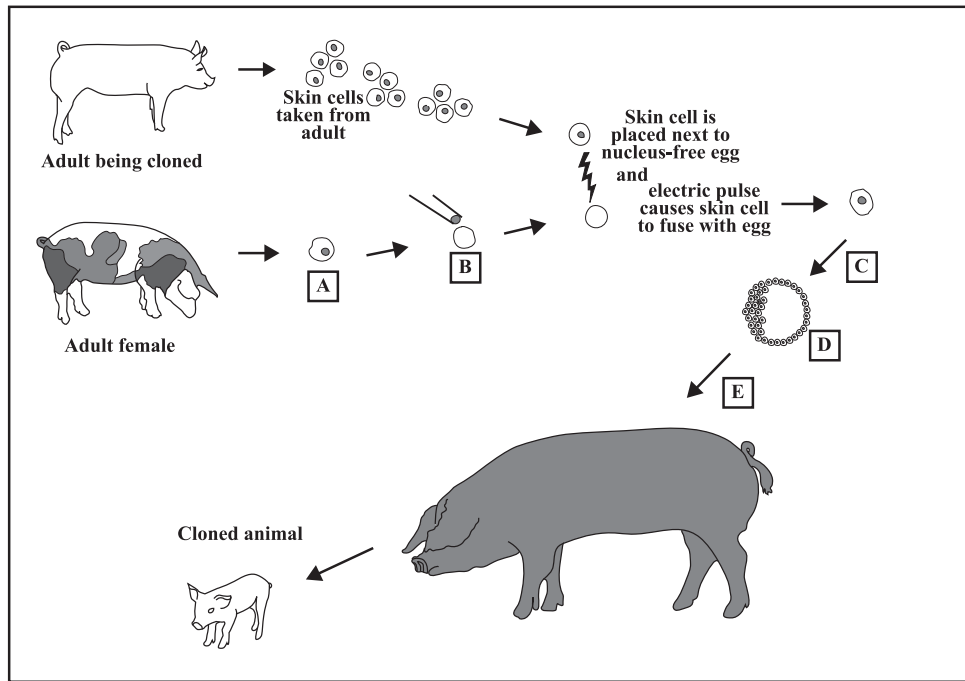 Adult being cloned
Skin cells
taken from
adult
Skin cell is
placed next to
nucleus-free egg
and
electric pulse
causes skin cell
to fuse with egg
Adult female
A
B
C
D
E
Cloned animal